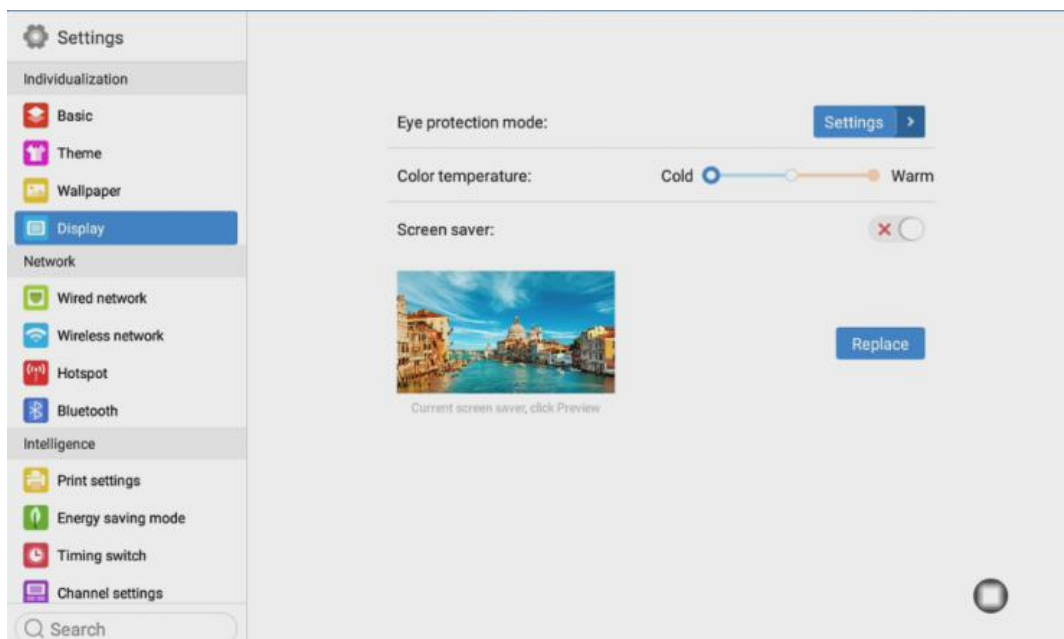 Settings
Individualization
Basic
Theme
Wallpaper
Display
Network
Wired network
Wireless network
Hotspot
Bluetooth
Intelligence
Print settings
Energy saving mode
Timing switch
Channel settings
Search
Eye protection mode: Settings >
Color temperature: Cold Warm
Screen saver:
Replace
Current screen saver, click Preview